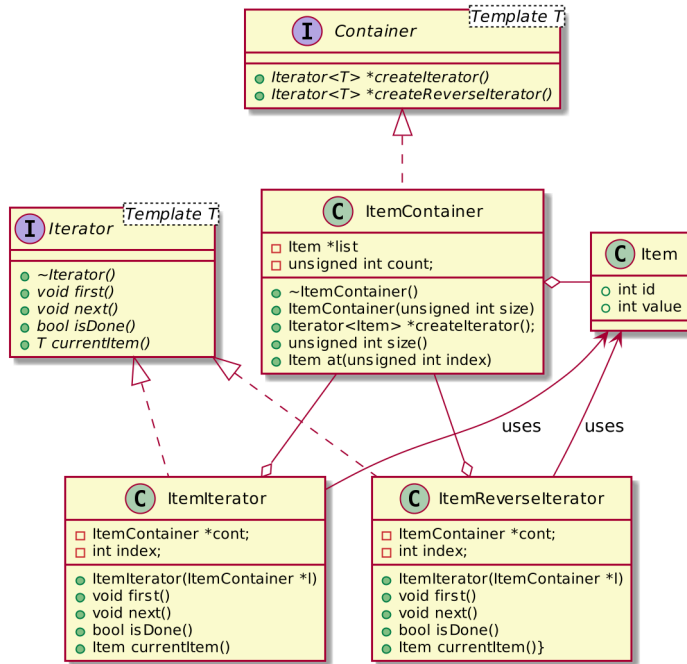 Template T
I Container
Iterator<T> *createIterator()
Iterator<T> *createReverseIterator()
C ItemContainer
Item *list
unsigned int count;
~ItemContainer()
ItemContainer(unsigned int size)
Iterator<Item> *createIterator();
unsigned int size()
Item at(unsigned int index)
Template T
I Iterator
~Iterator()
void first()
void next()
bool isDone()
T currentItem()
C Item
int id
int value
uses
uses
C ItemIterator
ItemContainer *cont;
int index;
ItemIterator(ItemContainer *l)
void first()
void next()
bool isDone()
Item currentItem()
C ItemReverseIterator
ItemContainer *cont;
int index;
ItemIterator(ItemContainer *l)
void first()
void next()
bool isDone()
Item currentItem()}